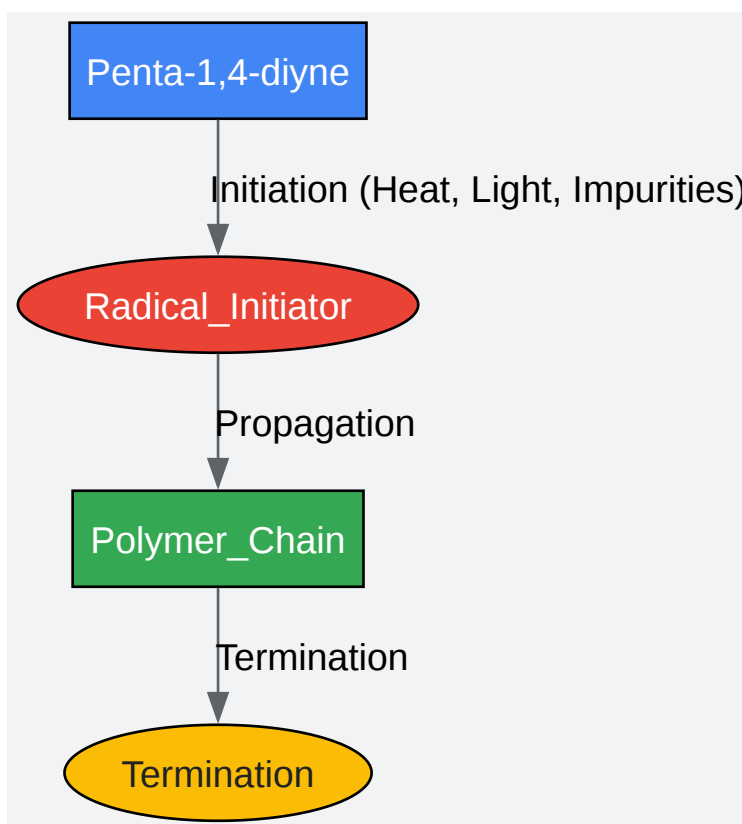 Penta-1,4-diyne
Initiation (Heat, Light, Impurities)
Radical_Initiator
Propagation
Polymer_Chain
Termination
Termination